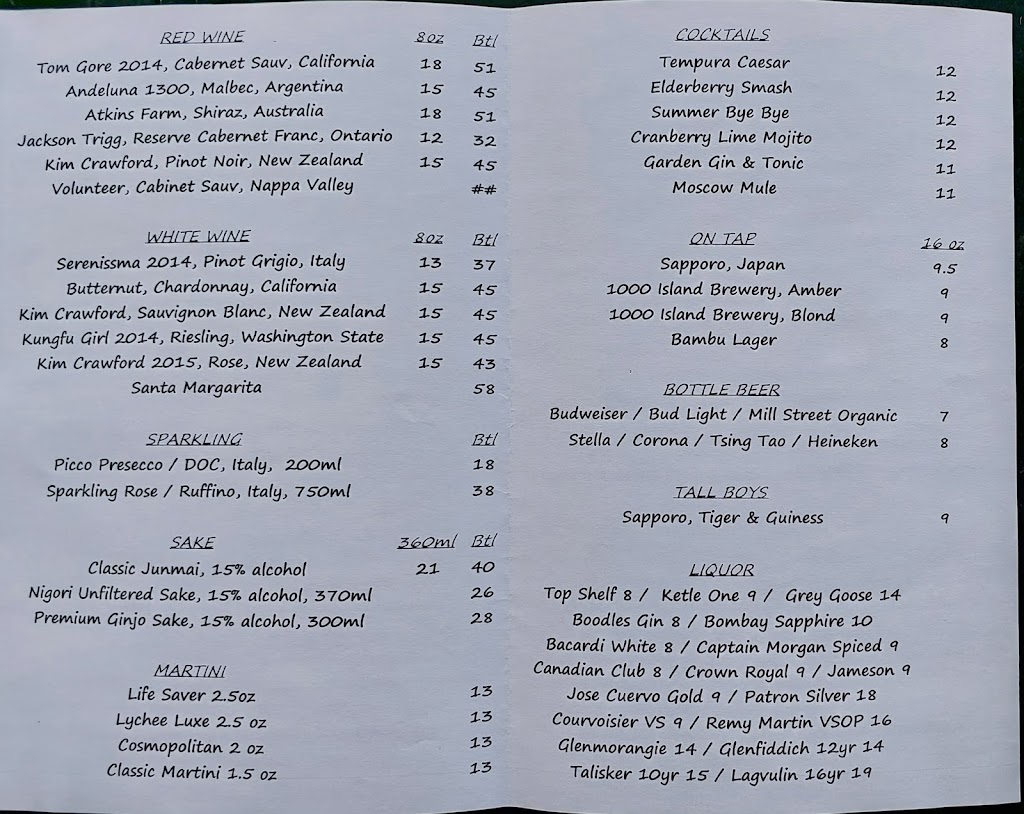 RED WINE 8oz Btl
Tom Gore 2014, Cabernet Sauv, California 18 51
Andeluna 1300, Malbec, Argentina 15 45
Atkins Farm, Shiraz, Australia 18 51
Jackson Trigg, Reserve Cabernet Franc, Ontario 12 32
Kim Crawford, Pinot Noir, New Zealand 15 45
Volunteer, Cabinet Sauv, Nappa Valley ##
WHITE WINE 8oz Btl
Serenissma 2014, Pinot Grigio, Italy 13 37
Butternut, Chardonnay, California 15 45
Kim Crawford, Sauvignon Blanc, New Zealand 15 45
Kungfu Girl 2014, Riesling, Washington State 15 45
Kim Crawford 2015, Rose, New Zealand 15 43
Santa Margarita 58
SPARKLING Btl
Picco Presecco / DOC, Italy, 200ml 18
Sparkling Rose / Ruffino, Italy, 750ml 38
SAKE 360ml Btl
Classic Junmai, 15% alcohol 21 40
Nigori Unfiltered Sake, 15% alcohol, 370ml 26
Premium Ginjo Sake, 15% alcohol, 300ml 28
MARTINI
Life Saver 2.5oz 13
Lychee Luxe 2.5 oz 13
Cosmopolitan 2 oz 13
Classic Martini 1.5 oz 13
COCKTAILS
Tempura Caesar 12
Elderberry Smash 12
Summer Bye Bye 12
Cranberry Lime Mojito 12
Garden Gin & Tonic 11
Moscow Mule 11
ON TAP 16 oz
Sapporo, Japan 9.5
1000 Island Brewery, Amber 9
1000 Island Brewery, Blond 9
Bambu Lager 8
BOTTLE BEER
Budweiser / Bud Light / Mill Street Organic 7
Stella / Corona / Tsing Tao / Heineken 8
TALL BOYS
Sapporo, Tiger & Guiness 9
LIQUOR
Top Shelf 8 / Ketle One 9 / Grey Goose 14
Boodles Gin 8 / Bombay Sapphire 10
Bacardi White 8 / Captain Morgan Spiced 9
Canadian Club 8 / Crown Royal 9 / Jameson 9
Jose Cuervo Gold 9 / Patron Silver 18
Courvoisier VS 9 / Remy Martin VSOP 16
Glenmorangie 14 / Glenfiddich 12yr 14
Talisker 10yr 15 / Lagvulin 16yr 19